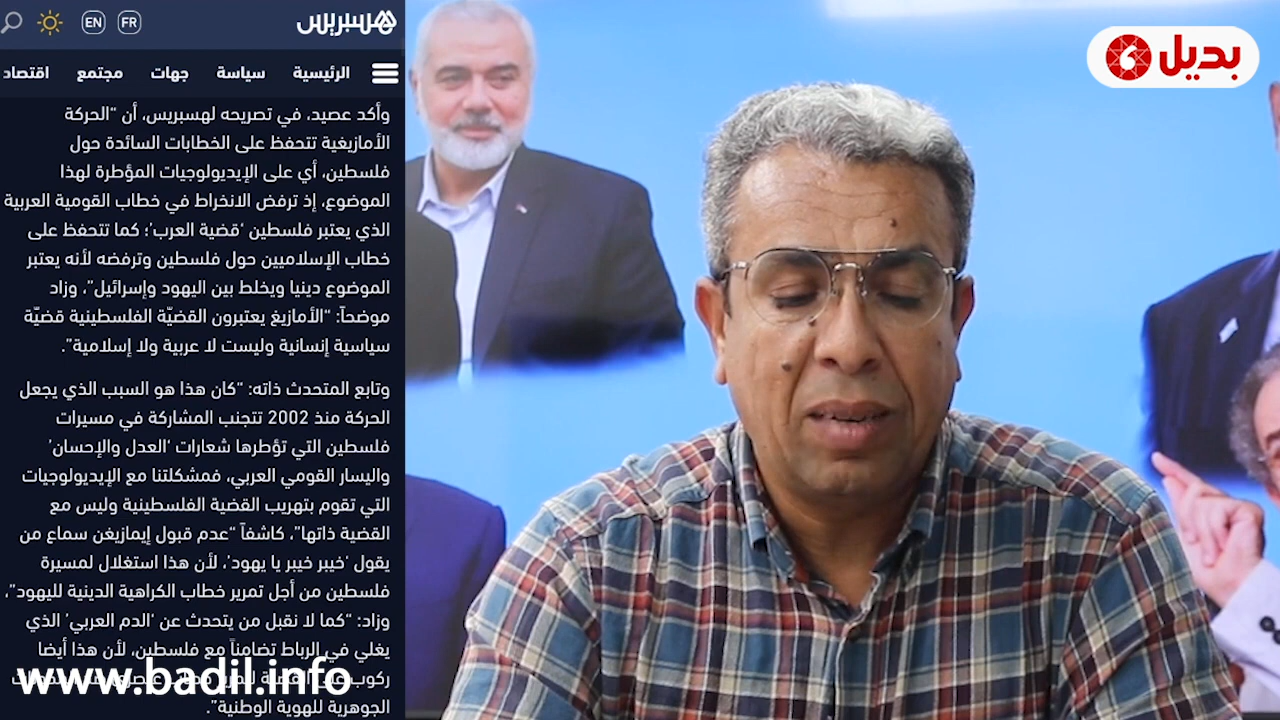 هسبريس
FR
EN
الرئيسية سياسة جهات مجتمع اقتصاد
وأكد عصيد، في تصريحه لهسبريس، أن “الحركة
الأمازيغية تتحفظ على الخطابات السائدة حول
فلسطين، أي على الإيديولوجيات المؤطرة لهذا
الموضوع، إذ ترفض الانخراط في خطاب القومية العربية
الذي يعتبر فلسطين ‘قضية العرب’؛ كما تتحفظ على
خطاب الإسلاميين حول فلسطين وترفضه لأنه يعتبر
الموضوع دينيا ويخلط بين اليهود وإسرائيل”، وزاد
موضحاً: “الأمازيغ يعتبرون القضيّة الفلسطينية قضيّة
سياسية إنسانية وليست لا عربية ولا إسلامية”.
وتابع المتحدث ذاته: “كان هذا هو السبب الذي يجعل
الحركة منذ 2002 تتجنب المشاركة في مسيرات
فلسطين التي تؤطرها شعارات ‘العدل والإحسان’
واليسار القومي العربي، فمشكلتنا مع الإيديولوجيات
التي تقوم بتهريب القضية الفلسطينية وليس مع
القضية ذاتها”، كاشفاً “عدم قبول إيمازيغن سماع من
يقول ‘خيبر خيبر يا يهود’، لأن هذا استغلال لمسيرة
فلسطين من أجل تمرير خطاب الكراهية الدينية لليهود”،
وزاد: “كما لا نقبل من يتحدث عن ‘الدم العربي’ الذي
يغلي في الرباط تضامناً مع فلسطين، لأن هذا أيضا
ركوب
الجوهرية للهوية الوطنية”.
www.badil.info
بديل